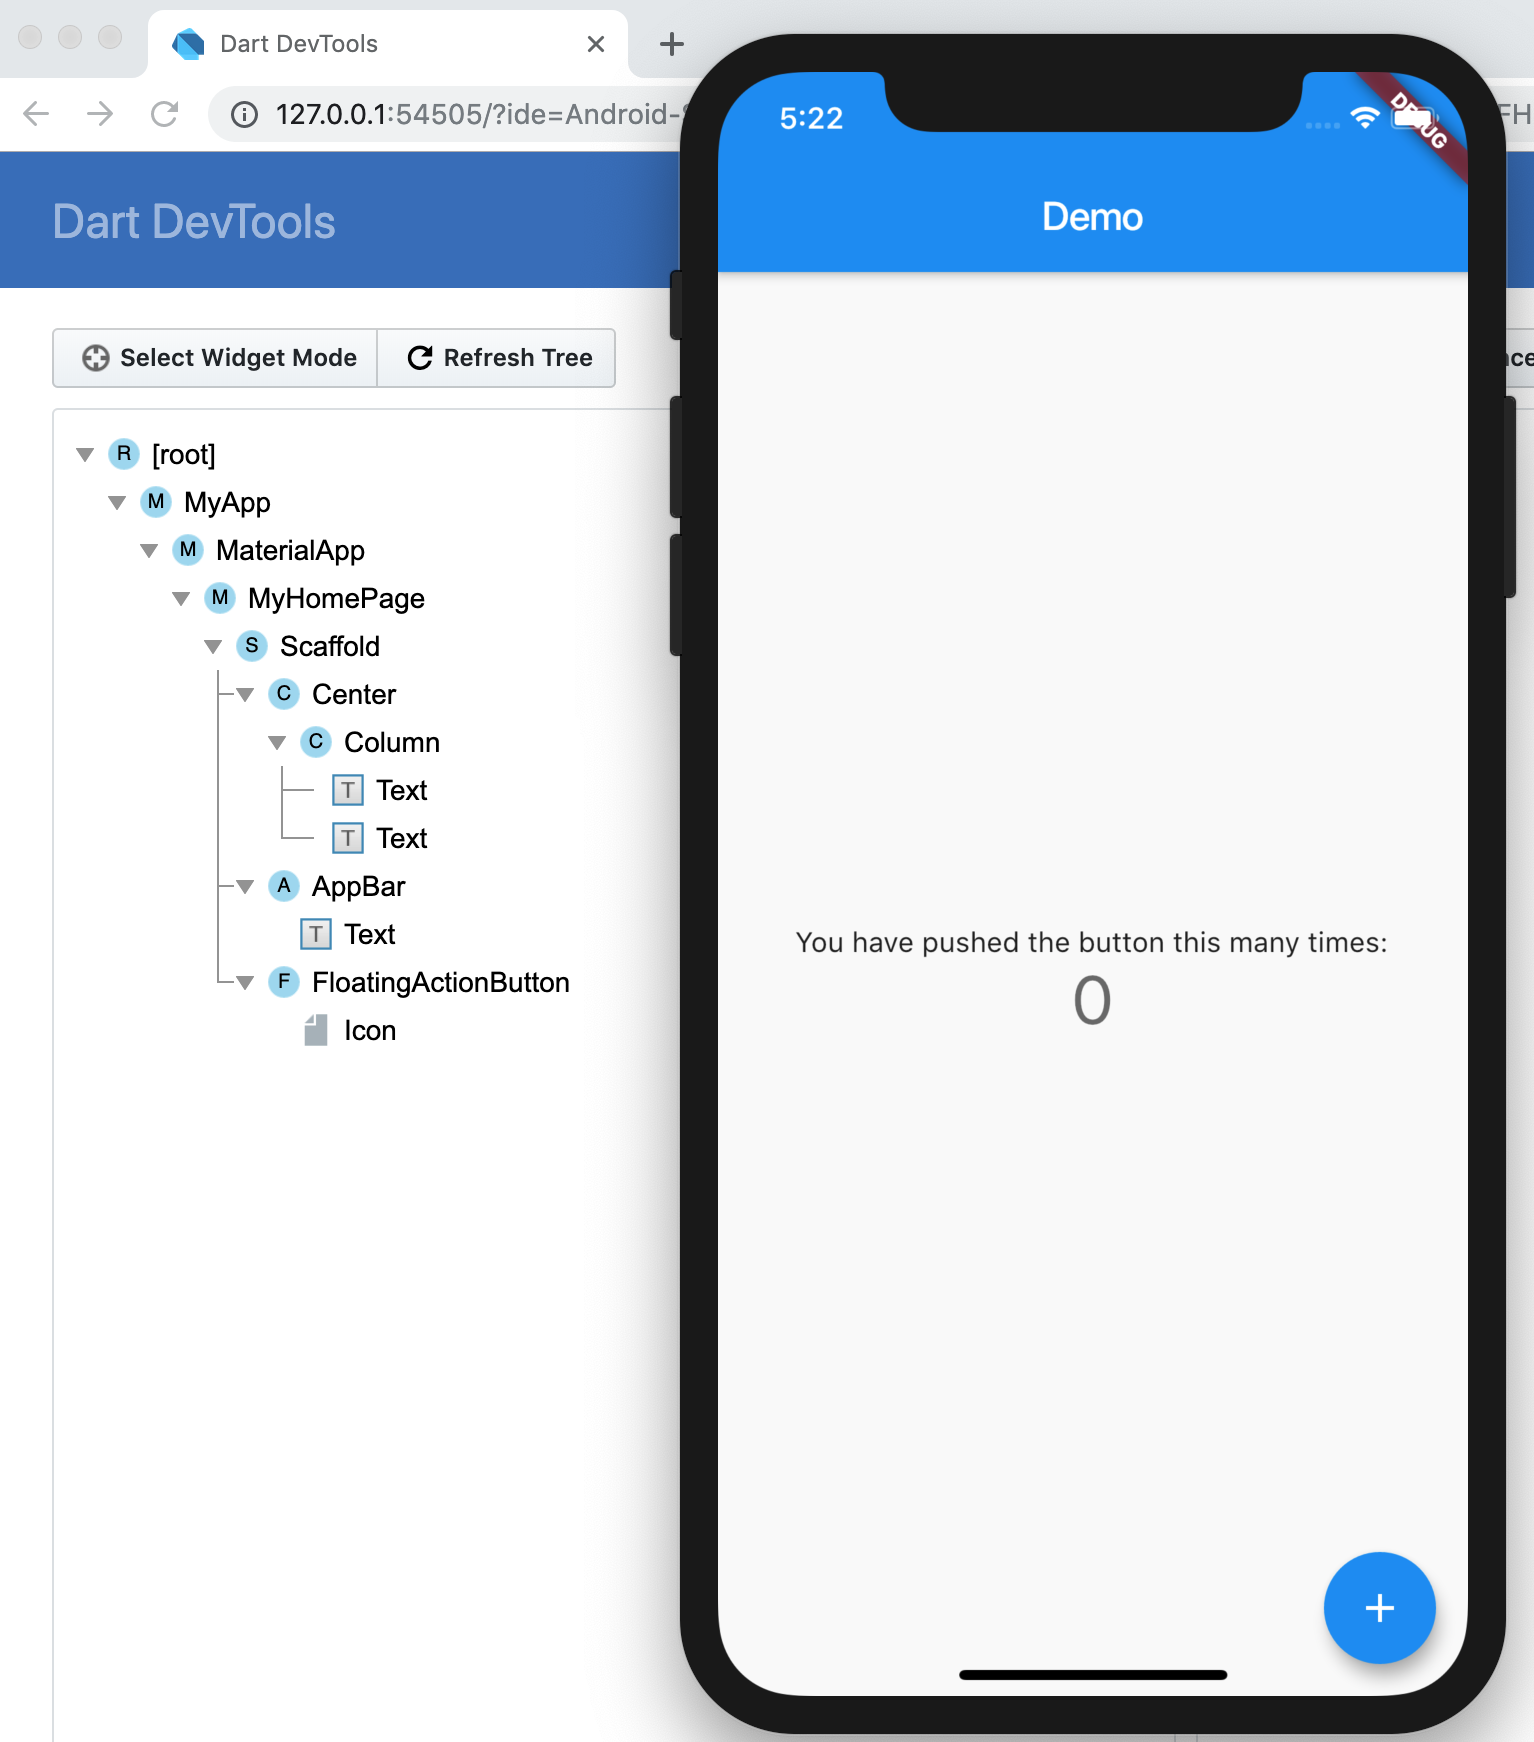 Dart DevTools
127.0.0.1:54505/?ide=Android-
FH
Dart DevTools
Select Widget Mode
Refresh Tree
R [root]
M MyApp
M MaterialApp
M MyHomePage
S Scaffold
C Center
C Column
T Text
T Text
A AppBar
T Text
F FloatingActionButton
Icon
5:22
DEBUG
Demo
You have pushed the button this many times:
0